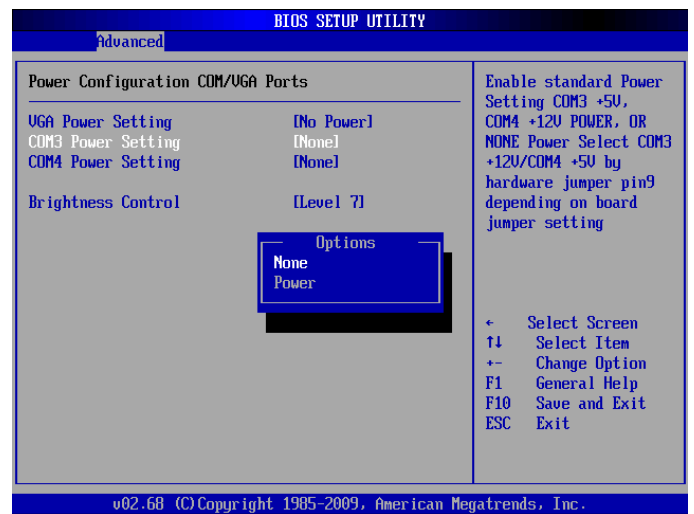 BIOS SETUP UTILITY
Advanced
Power Configuration COM/VGA Ports
VGA Power Setting [No Power]
COM3 Power Setting [None]
COM4 Power Setting [None]
Brightness Control [Level 7]
Options
None
Power
Enable standard Power
Setting COM3 +5V,
COM4 +12V POWER, OR
NONE Power Select COM3
+12V/COM4 +5V by
hardware jumper pin9
depending on board
jumper setting
← Select Screen
↑↓ Select Item
+- Change Option
F1 General Help
F10 Save and Exit
ESC Exit
v02.68 (C)Copyright 1985-2009, American Megatrends, Inc.